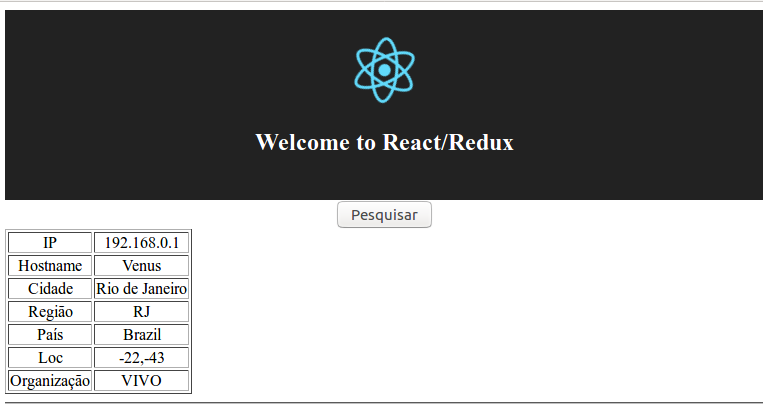 Welcome to React/Redux
Pesquisar
IP 192.168.0.1
Hostname Venus
Cidade Rio de Janeiro
Região RJ
País Brazil
Loc -22,-43
Organização VIVO